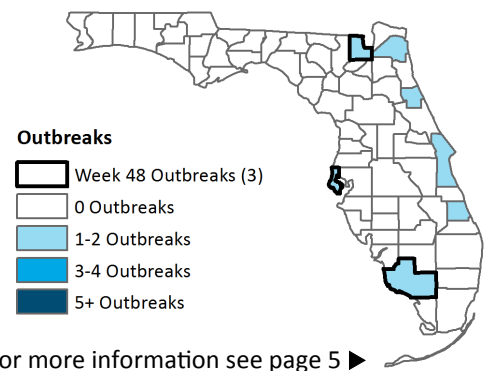 Outbreaks
Week 48 Outbreaks (3)
0 Outbreaks
1-2 Outbreaks
3-4 Outbreaks
5+ Outbreaks
or more information see page 5 ▶